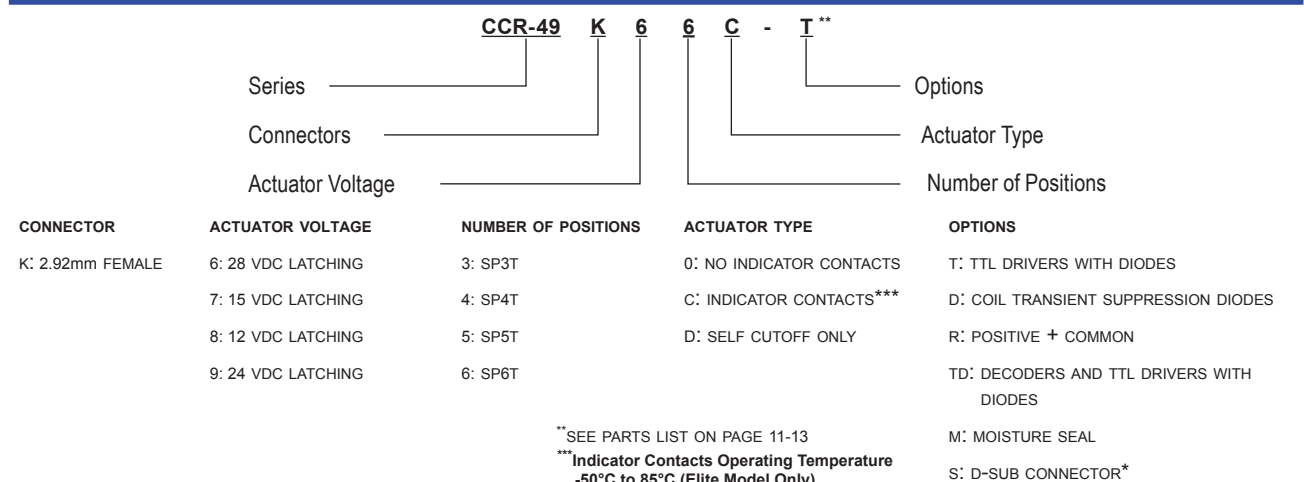 CCR-49 K 6 6 C - T**
Series
Options
Connectors
Actuator Type
Actuator Voltage
Number of Positions
CONNECTOR
K: 2.92mm FEMALE
ACTUATOR VOLTAGE
6: 28 VDC LATCHING
7: 15 VDC LATCHING
8: 12 VDC LATCHING
9: 24 VDC LATCHING
NUMBER OF POSITIONS
3: SP3T
4: SP4T
5: SP5T
6: SP6T
ACTUATOR TYPE
0: NO INDICATOR CONTACTS
C: INDICATOR CONTACTS***
D: SELF CUTOFF ONLY
OPTIONS
T: TTL DRIVERS WITH DIODES
D: COIL TRANSIENT SUPPRESSION DIODES
R: POSITIVE + COMMON
TD: DECODERS AND TTL DRIVERS WITH
DIODES
M: MOISTURE SEAL
S: D-SUB CONNECTOR*
**SEE PARTS LIST ON PAGE 11-13
***Indicator Contacts Operating Temperature
-50°C to 85°C (Elite Model Only)